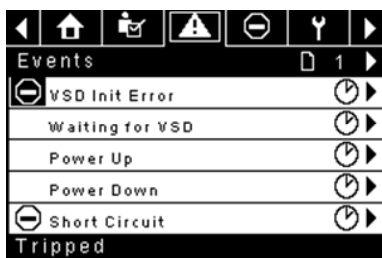 Events 1
VSD Init Error
Waiting for VSD
Power Up
Power Down
Short Circuit
Tripped